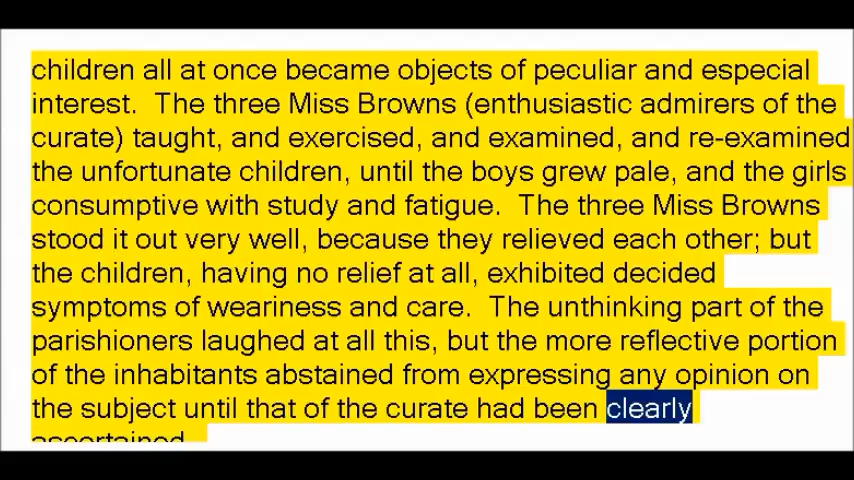 children all at once became objects of peculiar and especial
interest.  The three Miss Browns (enthusiastic admirers of the
curate) taught, and exercised, and examined, and re-examined
the unfortunate children, until the boys grew pale, and the girls
consumptive with study and fatigue.  The three Miss Browns
stood it out very well, because they relieved each other; but
the children, having no relief at all, exhibited decided
symptoms of weariness and care.  The unthinking part of the
parishioners laughed at all this, but the more reflective portion
of the inhabitants abstained from expressing any opinion on
the subject until that of the curate had been clearly
ascertained.